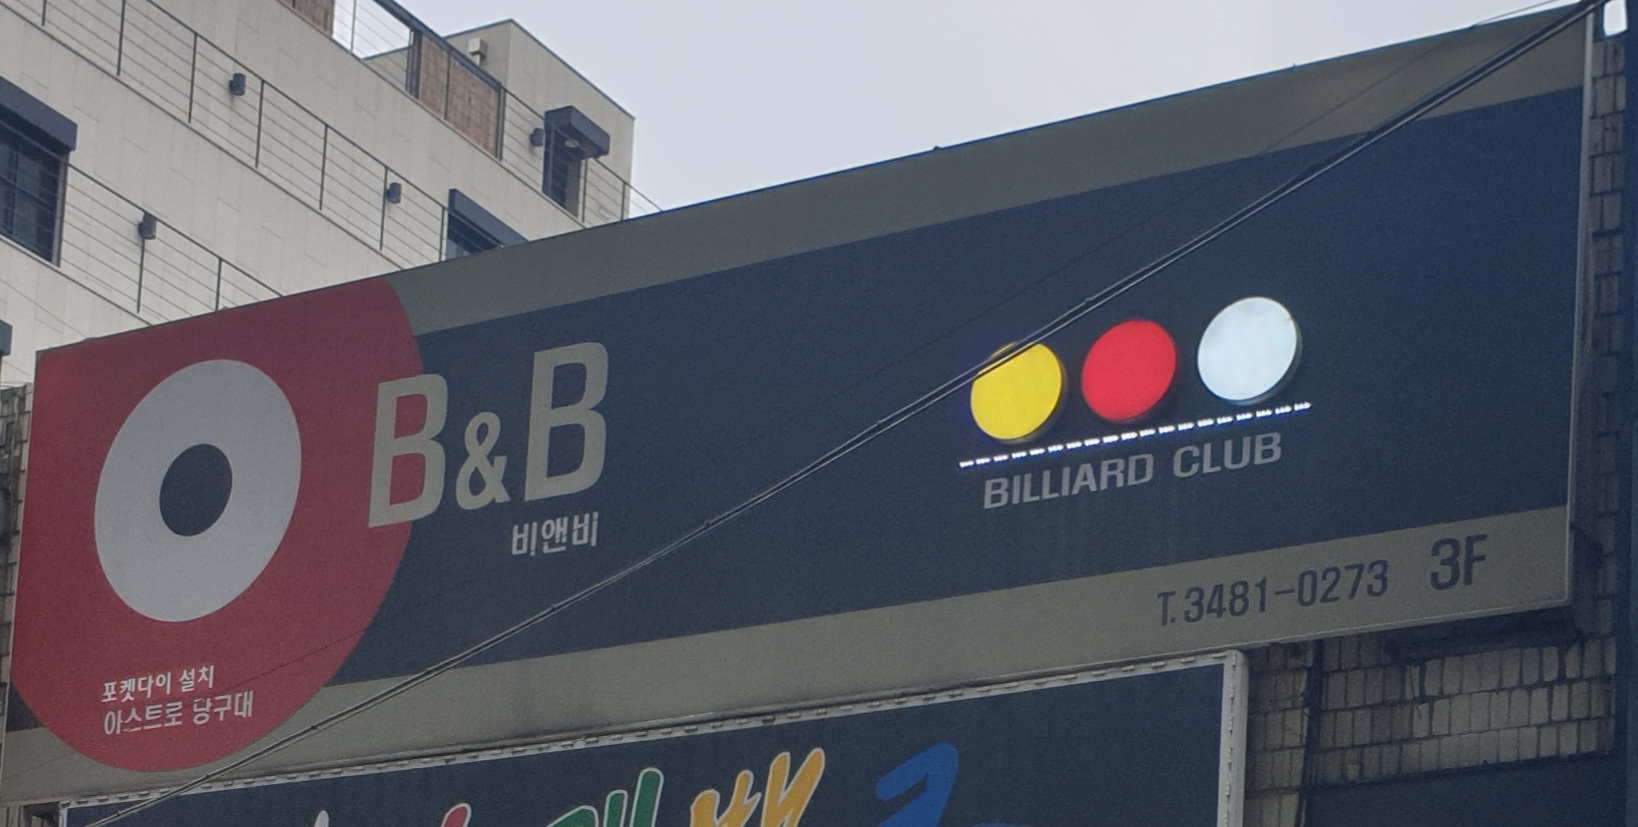 B&B
비앤비
BILLIARD CLUB
T.3481-0273 3F
포켓다이 설치
아스트로 당구대